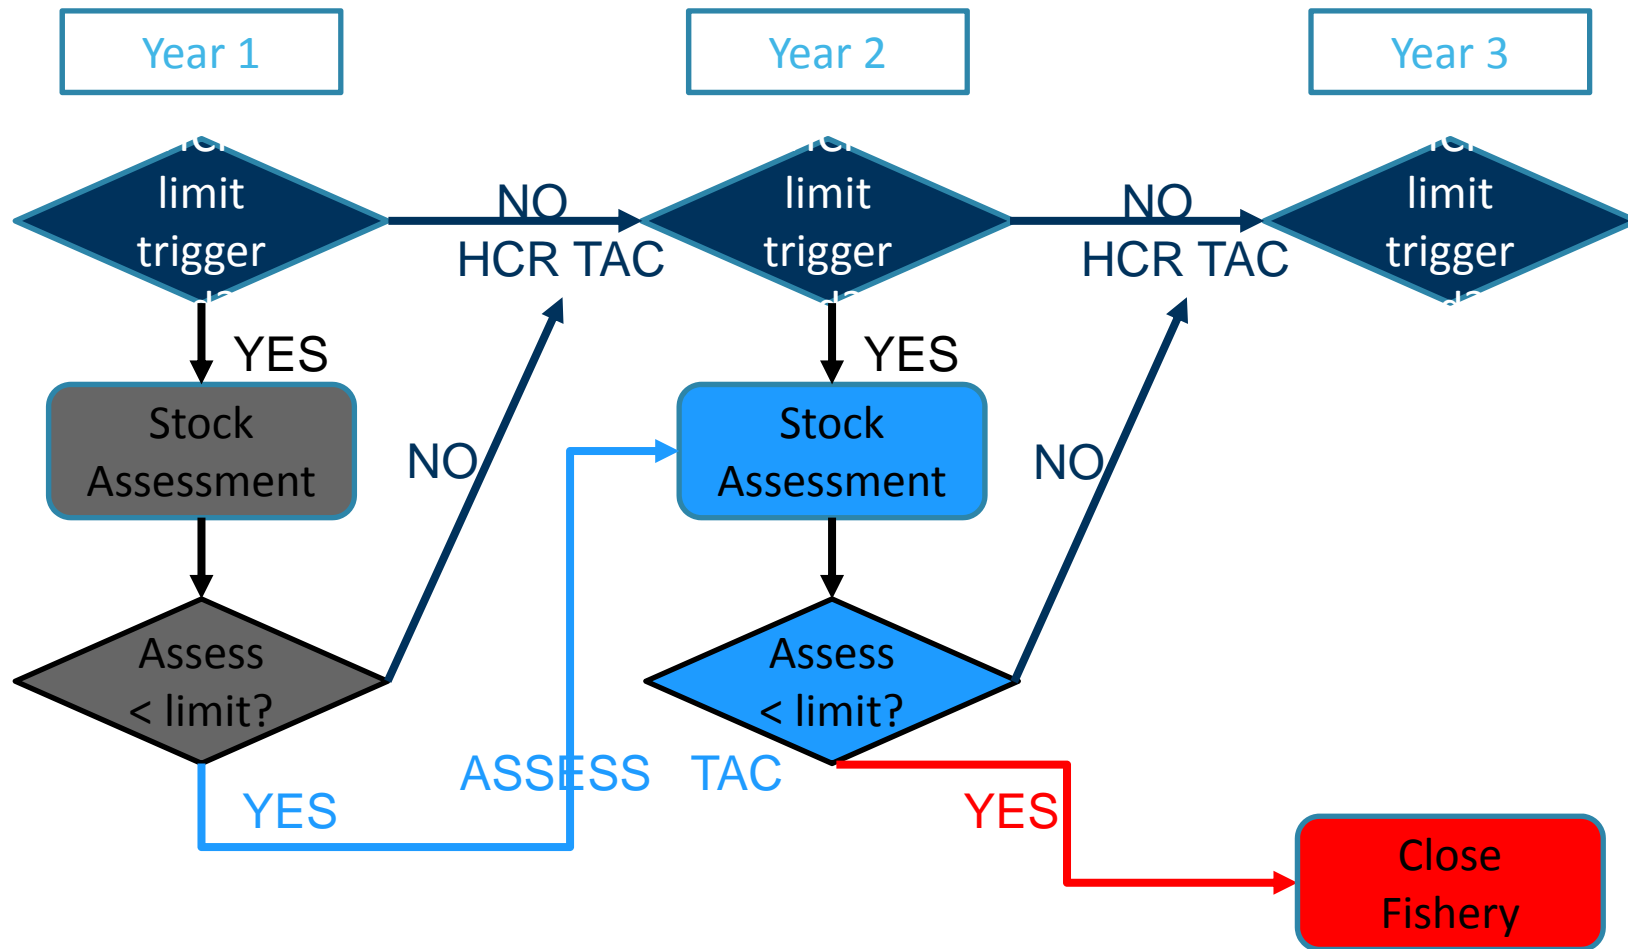 Year 1
Year 2
Year 3
limit
trigger
limit
trigger
limit
trigger
NO
HCR TAC
NO
HCR TAC
YES
YES
Stock
Assessment
NO
Stock
Assessment
NO
Assess
< limit?
Assess
< limit?
YES
ASSESS TAC
YES
Close
Fishery